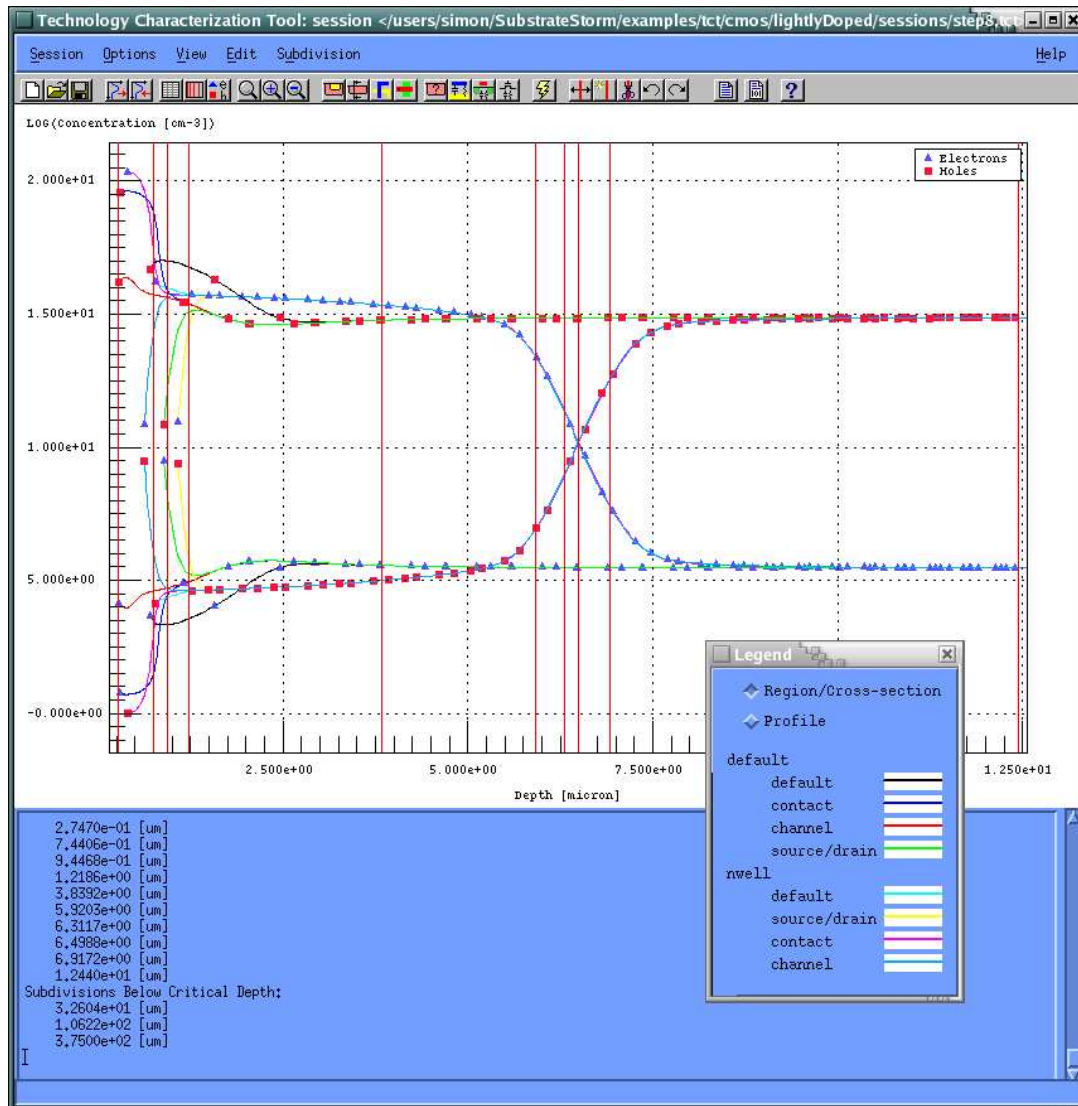 Technology Characterization Tool: session </users/simon/SubstrateStorm/examples/tct/cmos/lightlyDoped/sessions/step8.tct
Session Options View Edit Subdivision Help
LOG(Concentration [cm-3])
Electrons
Holes
2.000e+01
1.500e+01
1.000e+01
5.000e+00
-0.000e+00
2.500e+00 5.000e+00 7.500e+00 1.250e+01
Depth [micron]
Legend
Region/Cross-section
Profile
default
default
contact
channel
source/drain
nwell
default
source/drain
contact
channel
2.7470e-01 [um]
7.4406e-01 [um]
9.4468e-01 [um]
1.2186e+00 [um]
3.8392e+00 [um]
5.9203e+00 [um]
6.3117e+00 [um]
6.4988e+00 [um]
6.9172e+00 [um]
1.2440e+01 [um]
Subdivisions Below Critical Depth:
3.2604e+01 [um]
1.0622e+02 [um]
3.7500e+02 [um]